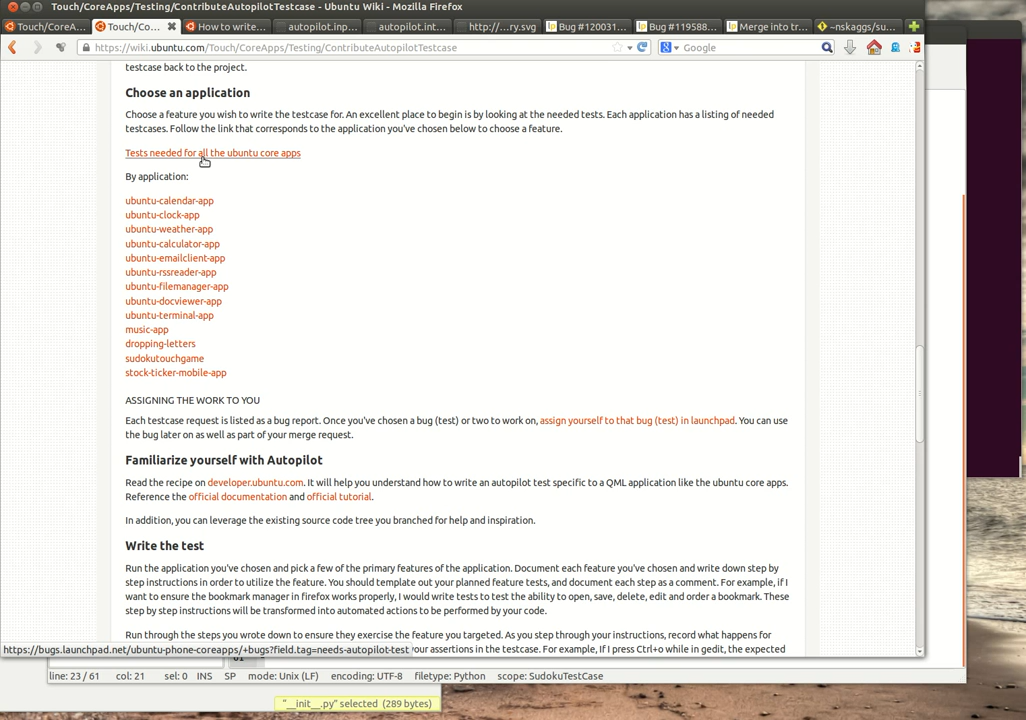 Touch/CoreApps/Testing/ContributeAutopilotTestcase - Ubuntu Wiki - Mozilla Firefox
Touch/CoreA... Touch/Co... How to write... autopilot.inp... autopilot.int... http://...ry.svg Bug #120031... Bug #119588... Merge into tr... ~nskaggs/su...
https://wiki.ubuntu.com/Touch/CoreApps/Testing/ContributeAutopilotTestcase Google
testcase back to the project.
Choose an application
Choose a feature you wish to write the testcase for. An excellent place to begin is by looking at the needed tests. Each application has a listing of needed
testcases. Follow the link that corresponds to the application you've chosen below to choose a feature.
Tests needed for all the ubuntu core apps
By application:
ubuntu-calendar-app
ubuntu-clock-app
ubuntu-weather-app
ubuntu-calculator-app
ubuntu-emailclient-app
ubuntu-rssreader-app
ubuntu-filemanager-app
ubuntu-docviewer-app
ubuntu-terminal-app
music-app
dropping-letters
sudokutouchgame
stock-ticker-mobile-app
ASSIGNING THE WORK TO YOU
Each testcase request is listed as a bug report. Once you've chosen a bug (test) or two to work on, assign yourself to that bug (test) in launchpad. You can use
the bug later on as well as part of your merge request.
Familiarize yourself with Autopilot
Read the recipe on developer.ubuntu.com. It will help you understand how to write an autopilot test specific to a QML application like the ubuntu core apps.
Reference the official documentation and official tutorial.
In addition, you can leverage the existing source code tree you branched for help and inspiration.
Write the test
Run the application you've chosen and pick a few of the primary features of the application. Document each feature you've chosen and write down step by
step instructions in order to utilize the feature. You should template out your planned feature tests, and document each step as a comment. For example, if I
want to ensure the bookmark manager in firefox works properly, I would write tests to test the ability to open, save, delete, edit and order a bookmark. These
step by step instructions will be transformed into automated actions to be performed by your code.
Run through the steps you wrote down to ensure they exercise the feature you targeted. As you step through your instructions, record what happens for
https://bugs.launchpad.net/ubuntu-phone-coreapps/+bugs?field.tag=needs-autopilot-test your assertions in the testcase. For example, If I press Ctrl+o while in gedit, the expected
line: 23 / 61 col: 21 sel: 0 INS SP mode: Unix (LF) encoding: UTF-8 filetype: Python scope: SudokuTestCase
"__init__.py" selected (289 bytes)